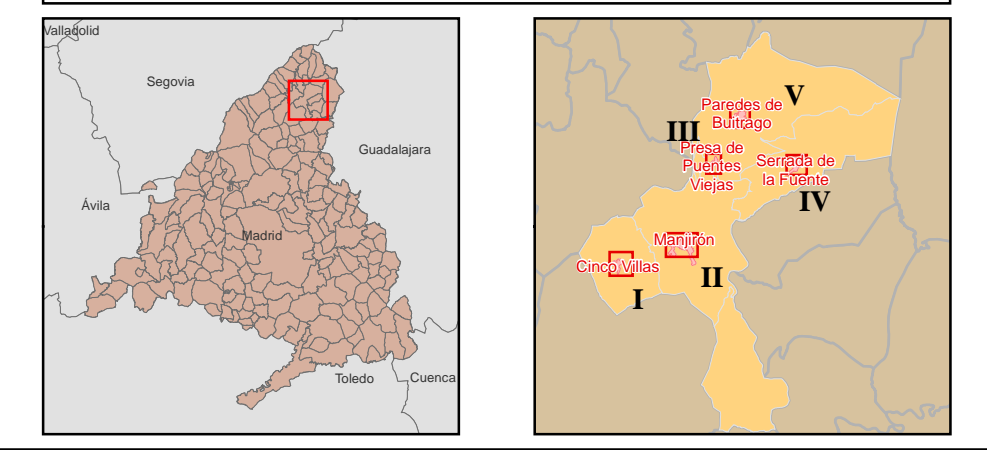 Valladolid
Segovia
Guadalajara
Ávila
Madrid
Toledo
Cuenca
V
Paredes de
Buitrago
III
Presa de
Puentes
Viejas
Serrada de
la Fuente
IV
Manjirón
Cinco Villas
II
I